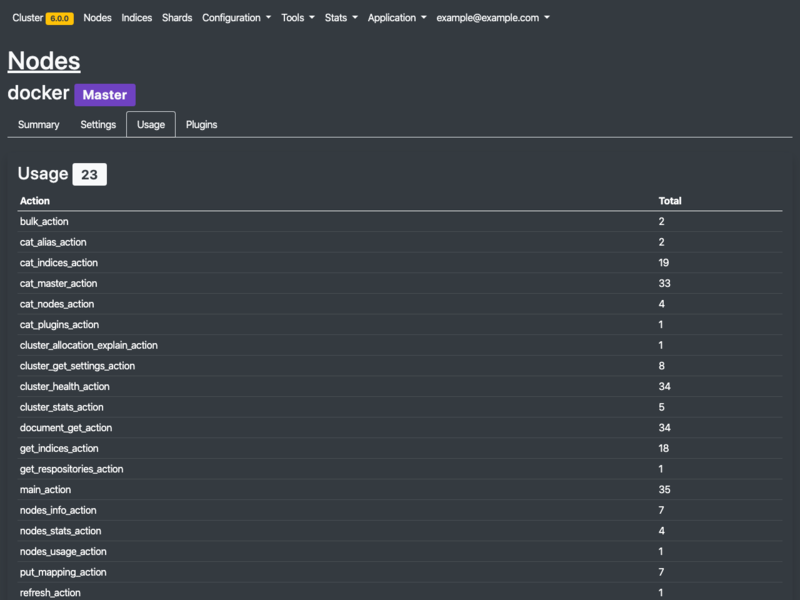 Cluster 6.0.0 Nodes Indices Shards Configuration Tools Stats Application example@example.com
Nodes
docker Master
Summary Settings Usage Plugins
Usage 23
Action Total
bulk_action 2
cat_alias_action 2
cat_indices_action 19
cat_master_action 33
cat_nodes_action 4
cat_plugins_action 1
cluster_allocation_explain_action 1
cluster_get_settings_action 8
cluster_health_action 34
cluster_stats_action 5
document_get_action 34
get_indices_action 18
get_respositories_action 1
main_action 35
nodes_info_action 7
nodes_stats_action 4
nodes_usage_action 1
put_mapping_action 7
refresh_action 1